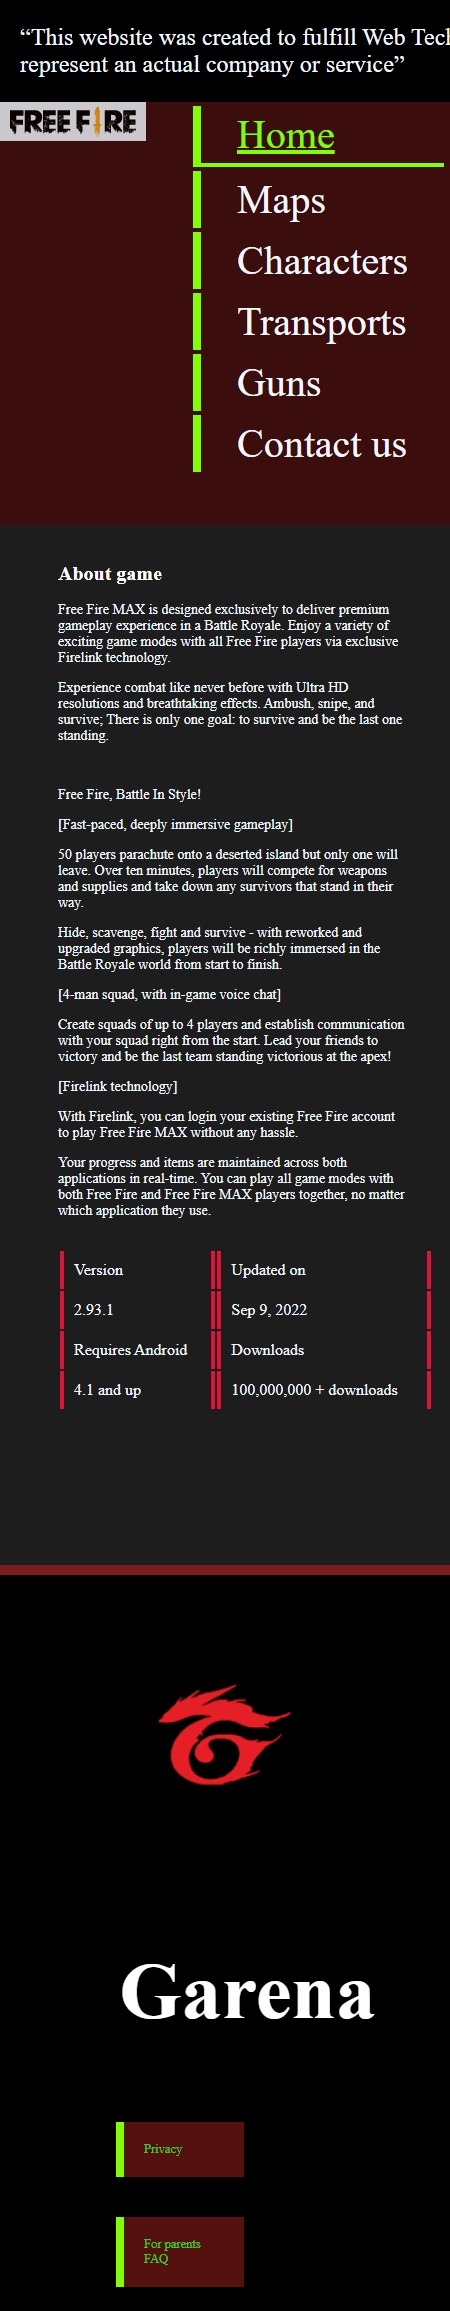 “This website was created to fulfill Web Tech
represent an actual company or service”
FREE FIRE
Home
Maps
Characters
Transports
Guns
Contact us
About game
Free Fire MAX is designed exclusively to deliver premium
gameplay experience in a Battle Royale. Enjoy a variety of
exciting game modes with all Free Fire players via exclusive
Firelink technology.
Experience combat like never before with Ultra HD
resolutions and breathtaking effects. Ambush, snipe, and
survive; There is only one goal: to survive and be the last one
standing.
Free Fire, Battle In Style!
[Fast-paced, deeply immersive gameplay]
50 players parachute onto a deserted island but only one will
leave. Over ten minutes, players will compete for weapons
and supplies and take down any survivors that stand in their
way.
Hide, scavenge, fight and survive - with reworked and
upgraded graphics, players will be richly immersed in the
Battle Royale world from start to finish.
[4-man squad, with in-game voice chat]
Create squads of up to 4 players and establish communication
with your squad right from the start. Lead your friends to
victory and be the last team standing victorious at the apex!
[Firelink technology]
With Firelink, you can login your existing Free Fire account
to play Free Fire MAX without any hassle.
Your progress and items are maintained across both
applications in real-time. You can play all game modes with
both Free Fire and Free Fire MAX players together, no matter
which application they use.
Version Updated on
2.93.1 Sep 9, 2022
Requires Android Downloads
4.1 and up 100,000,000 + downloads
Garena
Privacy
For parents
FAQ